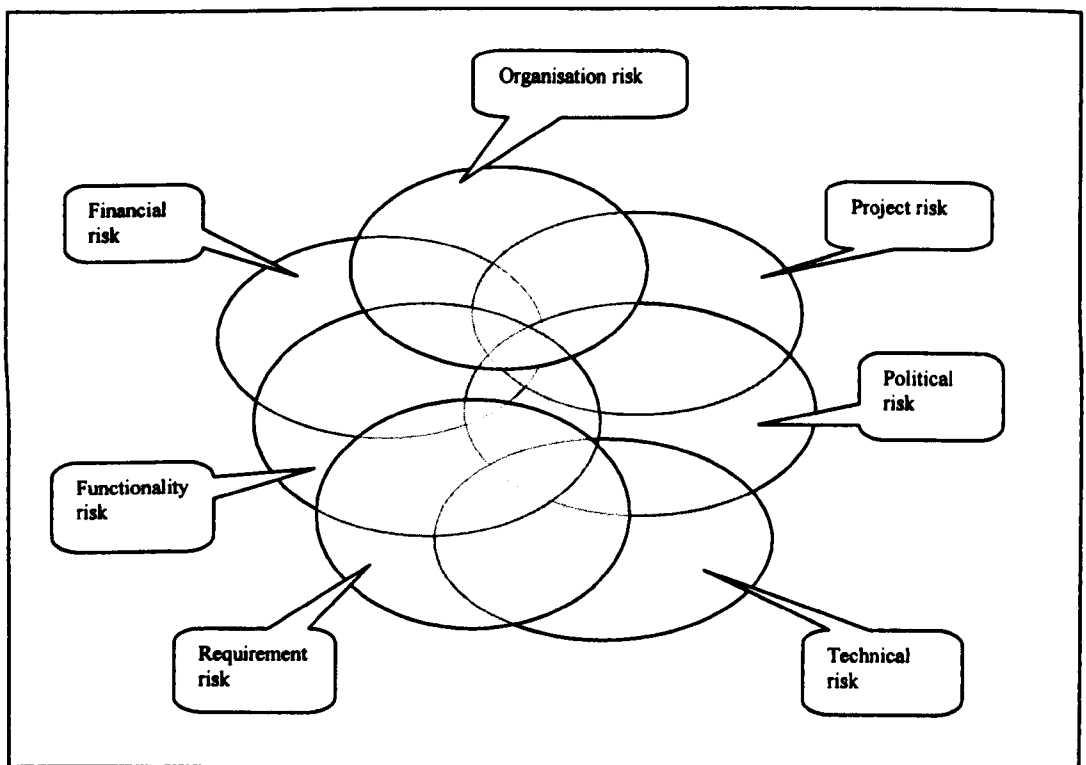 Organisation risk
Financial
risk
Project risk
Political
risk
Functionality
risk
Requirement
risk
Technical
risk